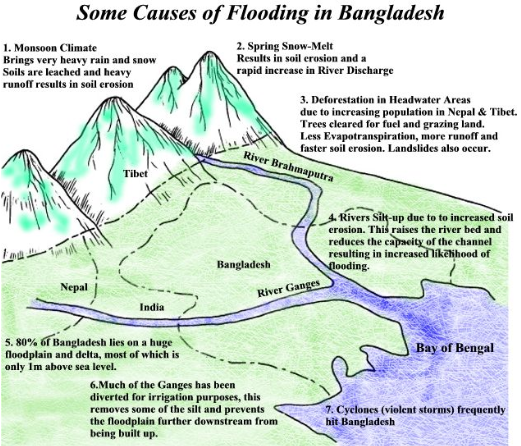 Some Causes of Flooding in Bangladesh
1. Monsoon Climate
Brings very heavy rain and snow
Soils are leached and heavy
runoff results in soil erosion
2. Spring Snow-Melt
Results in soil erosion and a
rapid increase in River Discharge
3. Deforestation in Headwater Areas
due to increasing population in Nepal & Tibet.
Trees cleared for fuel and grazing land.
Less Evapotranspiration, more runoff and
faster soil erosion. Landslides also occur.
River Brahmaputra
Tibet
4. Rivers Silt-up due to to increased soil
erosion. This raises the river bed and
reduces the capacity of the channel
resulting in increased likelihood of
flooding.
Bangladesh
Nepal
River Ganges
India
5. 80% of Bangladesh lies on a huge
floodplain and delta, most of which is
only 1m above sea level.
Bay of Bengal
6.Much of the Ganges has been
diverted for irrigation purposes, this
removes some of the silt and prevents
the floodplain further downstream from
being built up.
7. Cyclones (violent storms) frequently
hit Bangladesh